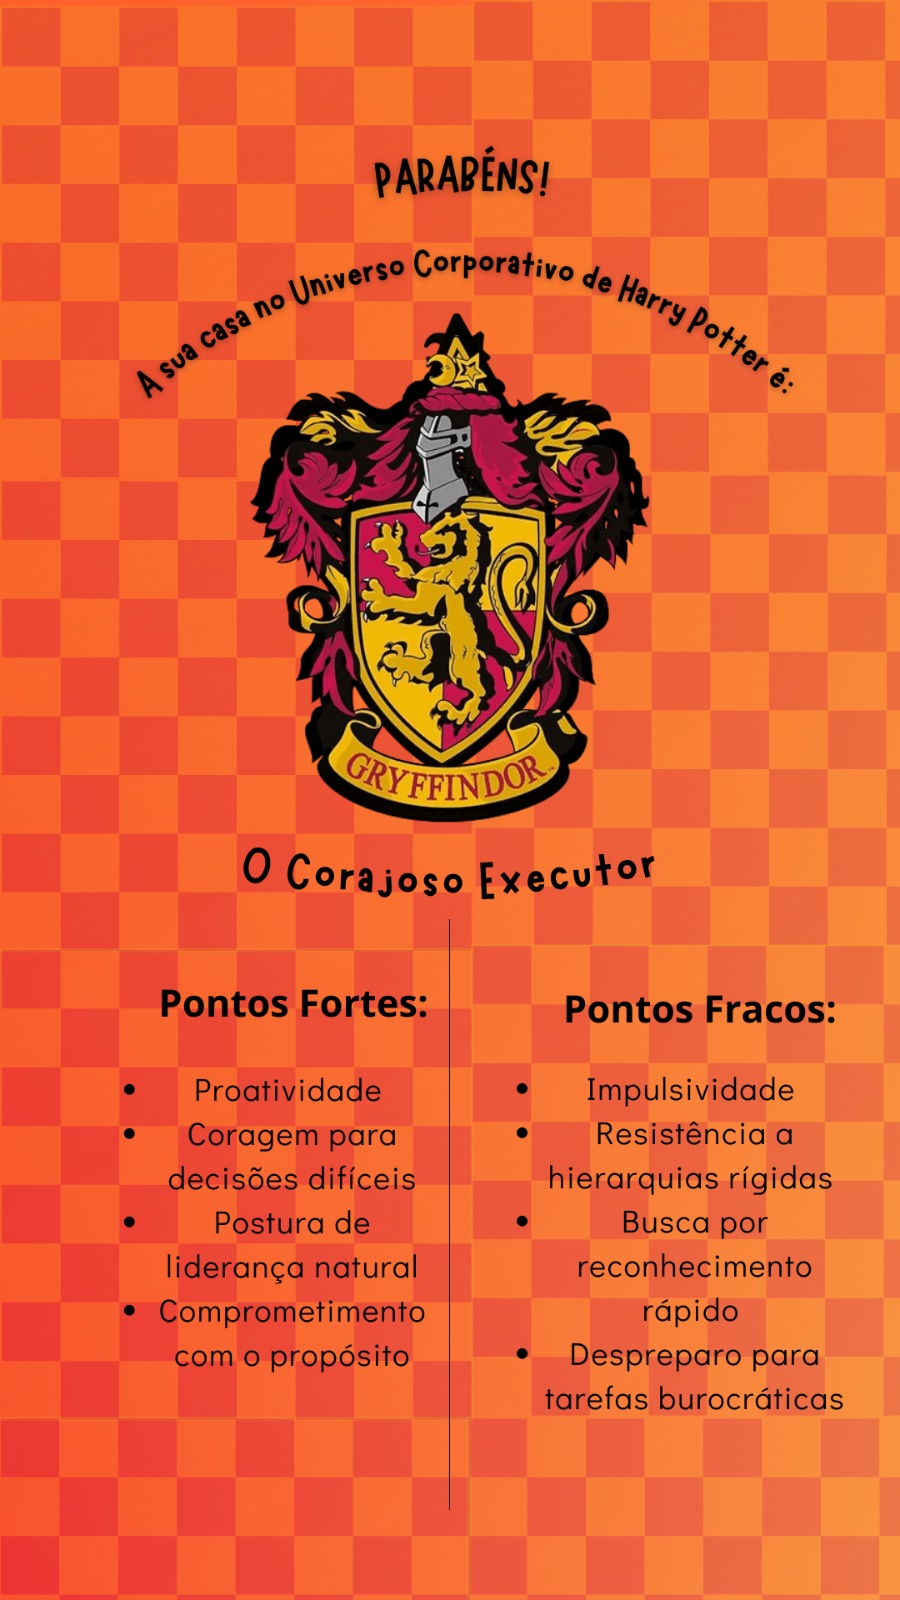 PARABÉNS!
A sua casa no Universo Corporativo de Harry Potter é:
GRYFFINDOR
O Corajoso Executor
Pontos Fortes:
• Proatividade
• Coragem para
decisões difíceis
• Postura de
liderança natural
• Comprometimento
com o propósito
Pontos Fracos:
• Impulsividade
• Resistência a
hierarquias rígidas
• Busca por
reconhecimento
rápido
• Despreparo para
tarefas burocráticas